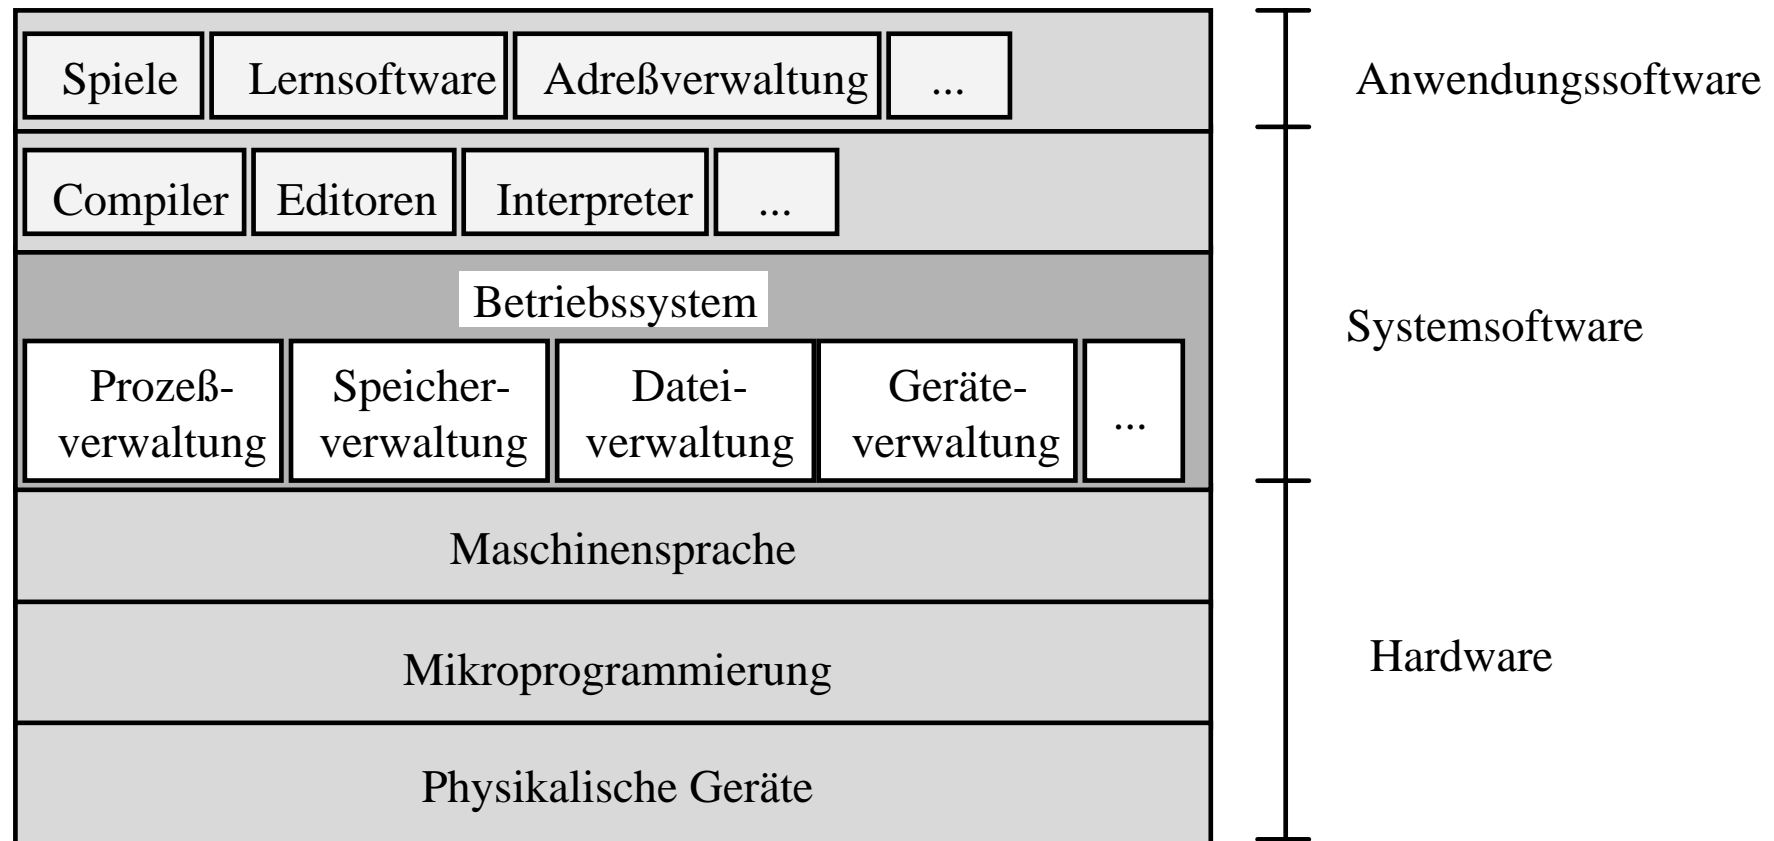 Spiele Lernsoftware Adreßverwaltung ... Anwendungssoftware
Compiler Editoren Interpreter ...
Betriebssystem
Systemsoftware
Prozeß- Speicher- Datei- Geräte-
verwaltung verwaltung verwaltung verwaltung ...
Maschinensprache
Mikroprogrammierung
Hardware
Physikalische Geräte